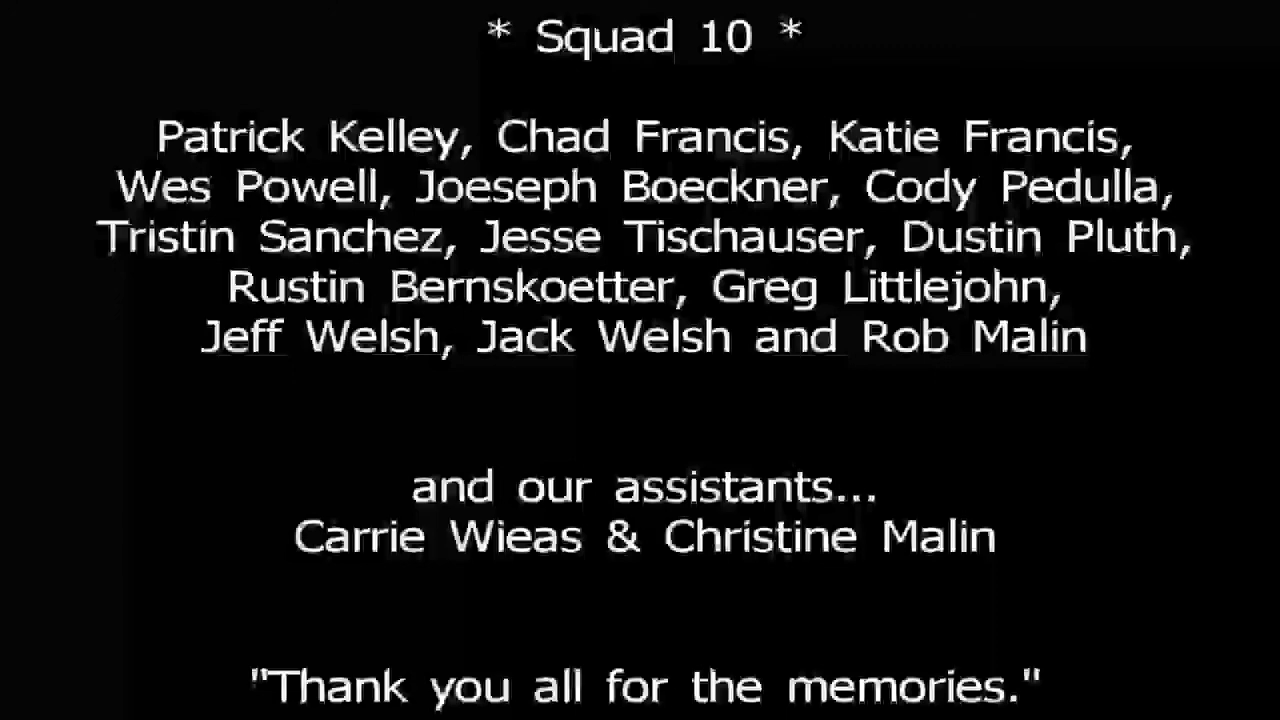 * Squad 10 *
Patrick Kelley, Chad Francis, Katie Francis,
Wes Powell, Joeseph Boeckner, Cody Pedulla,
Tristin Sanchez, Jesse Tischauser, Dustin Pluth,
Rustin Bernskoetter, Greg Littlejohn,
Jeff Welsh, Jack Welsh and Rob Malin
and our assistants...
Carrie Wieas & Christine Malin
"Thank you all for the memories."